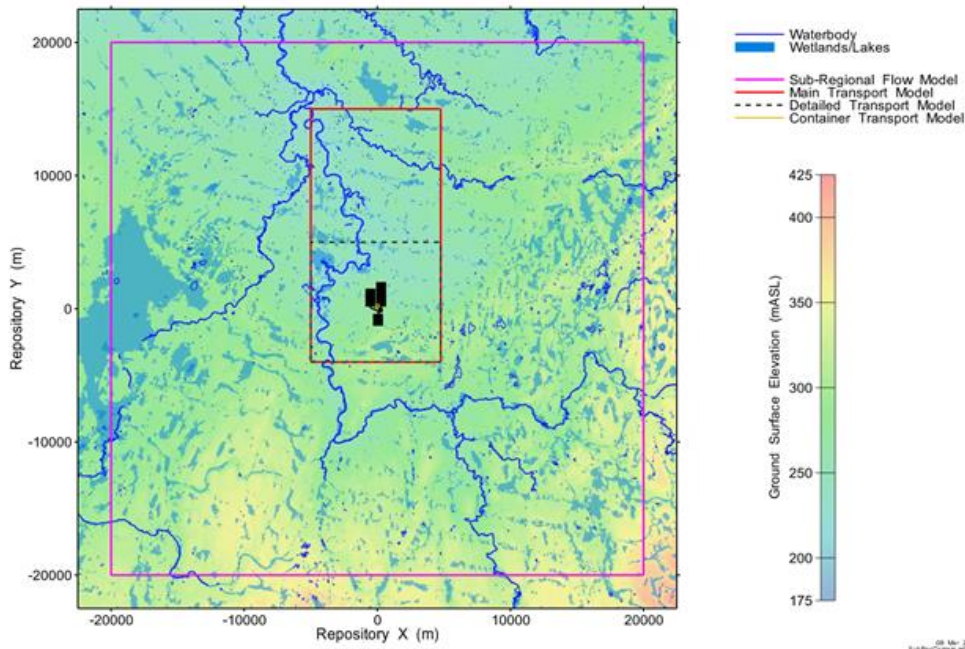 Waterbody
Wetlands/Lakes
Sub-Regional Flow Model
Main Transport Model
Detailed Transport Model
Container Transport Model
20000
10000
0
-10000
-20000
Repository Y (m)
-20000
-10000
0
10000
20000
Repository X (m)
425
400
350
300
250
200
175
Ground Surface Elevation (mASL)